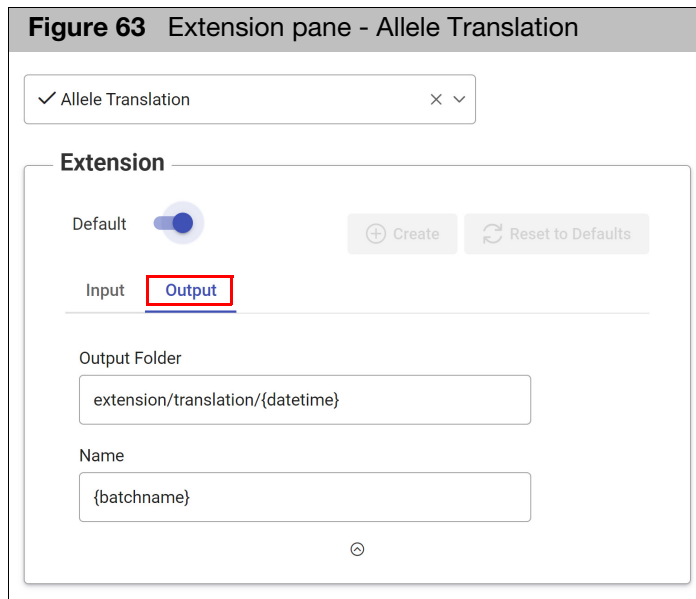 Figure 63 Extension pane - Allele Translation
Allele Translation
Extension
Default
Create
Reset to Defaults
Input
Output
Output Folder
extension/translation/{datetime}
Name
{batchname}